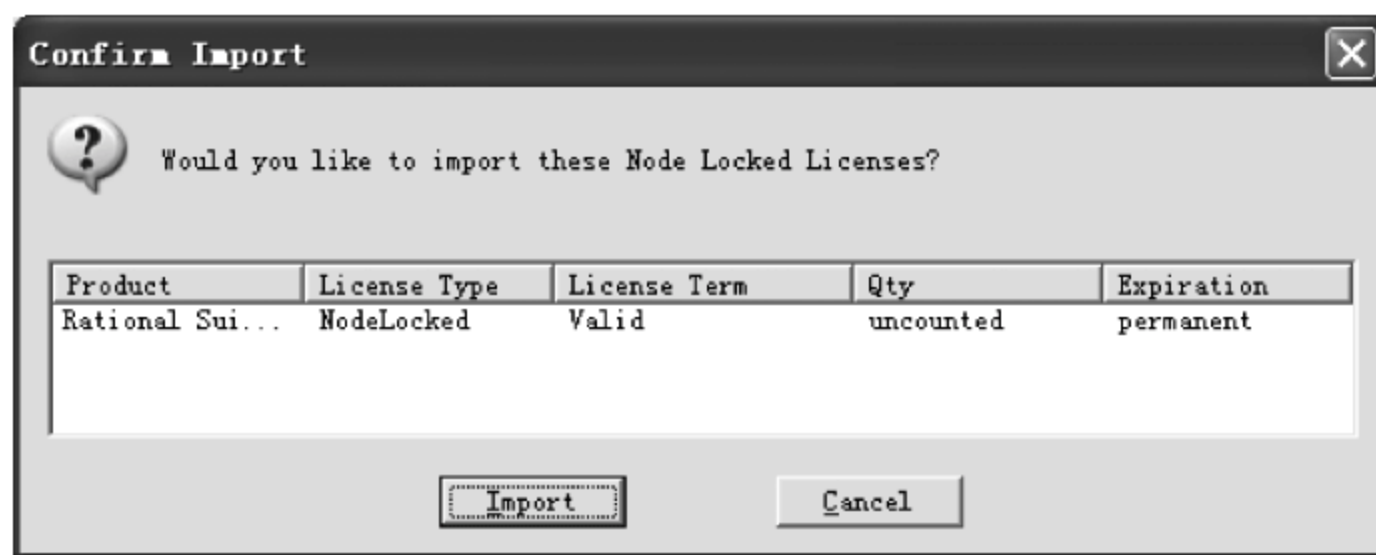 Confirm Import
Would you like to import these Node Locked Licenses?
Product License Type License Term Qty Expiration
Rational Sui... NodeLocked Valid uncounted permanent
Import Cancel